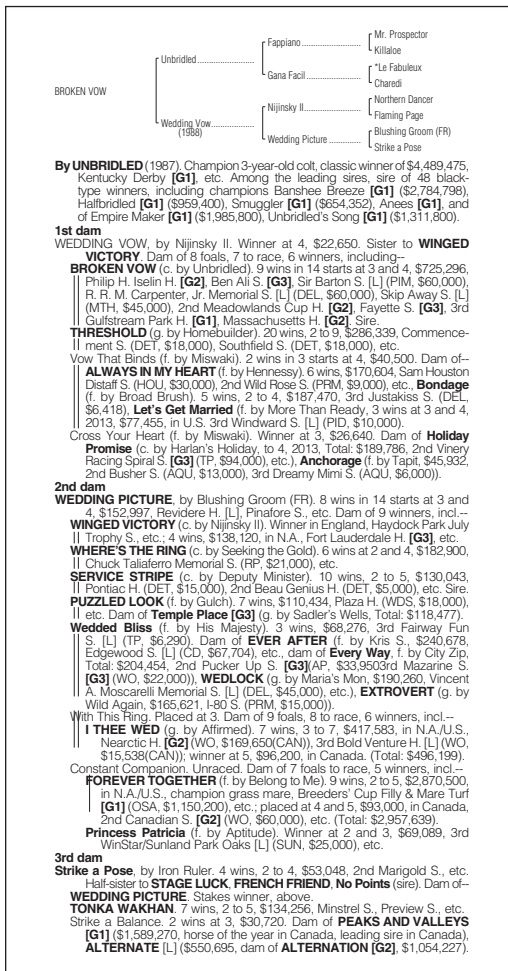 Mr. Prospector
Fappiano
Killaloe
Unbridled
*Le Fabuleux
Gana Facil
Charedi
BROKEN VOW
Northern Dancer
Nijinsky II
Flaming Page
Wedding Vow
(1988)
Blushing Groom (FR)
Wedding Picture
Strike a Pose
By UNBRIDLED (1987). Champion 3-year-old colt, classic winner of $4,489,475,
Kentucky Derby [G1], etc. Among the leading sires, sire of 48 black-
type winners, including champions Banshee Breeze [G1] ($2,784,798),
Halfbridled [G1] ($959,400), Smuggler [G1] ($654,352), Anees [G1], and
of Empire Maker [G1] ($1,985,800), Unbridled's Song [G1] ($1,311,800).
1st dam
WEDDING VOW, by Nijinsky II. Winner at 4, $22,650. Sister to WINGED
VICTORY. Dam of 8 foals, 7 to race, 6 winners, including--
BROKEN VOW (c. by Unbridled). 9 wins in 14 starts at 3 and 4, $725,296,
Philip H. Iselin H. [G2], Ben Ali S. [G3], Sir Barton S. [L] (PIM, $60,000),
R. R. M. Carpenter, Jr. Memorial S. [L] (DEL, $60,000), Skip Away S. [L]
(MTH, $45,000), 2nd Meadowlands Cup H. [G2], Fayette S. [G3], 3rd
Gulfstream Park H. [G1], Massachusetts H. [G2]. Sire.
THRESHOLD (g. by Homebuilder). 20 wins, 2 to 9, $286,339, Commence-
ment S. (DET, $18,000), Southfield S. (DET, $18,000), etc.
Vow That Binds (f. by Miswaki). 2 wins in 3 starts at 4, $40,500. Dam of--
ALWAYS IN MY HEART (f. by Hennessy). 6 wins, $170,604, Sam Houston
Distaff S. (HOU, $30,000), 2nd Wild Rose S. (PRM, $9,000), etc., Bondage
(f. by Broad Brush). 5 wins, 2 to 4, $187,470, 3rd Justakiss S. (DEL,
$6,418), Let's Get Married (f. by More Than Ready, 3 wins at 3 and 4,
2013, $77,455, in U.S. 3rd Windward S. [L] (PID, $10,000).
Cross Your Heart (f. by Miswaki). Winner at 3, $26,640. Dam of Holiday
Promise (c. by Harlan's Holiday, to 4, 2013, Total: $189,786, 2nd Vinery
Racing Spiral S. [G3] (TP, $94,000), etc.), Anchorage (f. by Tapit, $45,932,
2nd Busher S. (AQU, $13,000), 3rd Dreamy Mimi S. (AQU, $6,000)).
2nd dam
WEDDING PICTURE, by Blushing Groom (FR). 8 wins in 14 starts at 3 and
4, $152,997, Revidere H. [L], Pinafore S., etc. Dam of 9 winners, incl.--
WINGED VICTORY (c. by Nijinsky II). Winner in England, Haydock Park July
Trophy S., etc.; 4 wins, $138,120, in N.A., Fort Lauderdale H. [G3], etc.
WHERE'S THE RING (c. by Seeking the Gold). 6 wins at 2 and 4, $182,900,
Chuck Taliaferro Memorial S. (RP, $21,000), etc.
SERVICE STRIPE (c. by Deputy Minister). 10 wins, 2 to 5, $130,043,
Pontiac H. (DET, $15,000), 2nd Beau Genius H. (DET, $5,000), etc. Sire.
PUZZLED LOOK (f. by Gulch). 7 wins, $110,434, Plaza H. (WDS, $18,000),
etc. Dam of Temple Place [G3] (g. by Sadler's Wells, Total: $118,477).
Wedded Bliss (f. by His Majesty). 3 wins, $68,276, 3rd Fairway Fun
S. [L] (TP, $6,290). Dam of EVER AFTER (f. by Kris S., $240,678,
Edgewood S. [L] (CD, $67,704), etc., dam of Every Way, f. by City Zip,
Total: $204,454, 2nd Pucker Up S. [G3](AP, $33,9503rd Mazarine S.
[G3] (WO, $22,000)), WEDLOCK (g. by Maria's Mon, $190,260, Vincent
A. Moscarelli Memorial S. [L] (DEL, $45,000), etc.), EXTROVERT (g. by
Wild Again, $165,621, I-80 S. (PRM, $15,000)).
With This Ring. Placed at 3. Dam of 9 foals, 8 to race, 6 winners, incl.--
I THEE WED (g. by Affirmed). 7 wins, 3 to 7, $417,583, in N.A./U.S.,
Nearctic H. [G2] (WO, $169,650(CAN)), 3rd Bold Venture H. [L] (WO,
$15,538(CAN)); winner at 5, $96,200, in Canada. (Total: $496,199).
Constant Companion. Unraced. Dam of 7 foals to race, 5 winners, incl.--
FOREVER TOGETHER (f. by Belong to Me). 9 wins, 2 to 5, $2,870,500,
in N.A./U.S., champion grass mare, Breeders' Cup Filly & Mare Turf
[G1] (OSA, $1,150,200), etc.; placed at 4 and 5, $93,000, in Canada,
2nd Canadian S. [G2] (WO, $60,000), etc. (Total: $2,957,639).
Princess Patricia (f. by Aptitude). Winner at 2 and 3, $69,089, 3rd
WinStar/Sunland Park Oaks [L] (SUN, $25,000), etc.
3rd dam
Strike a Pose, by Iron Ruler. 4 wins, 2 to 4, $53,048, 2nd Marigold S., etc.
Half-sister to STAGE LUCK, FRENCH FRIEND, No Points (sire). Dam of--
WEDDING PICTURE. Stakes winner, above.
TONKA WAKHAN. 7 wins, 2 to 5, $134,256, Minstrel S., Preview S., etc.
Strike a Balance. 2 wins at 3, $30,720. Dam of PEAKS AND VALLEYS
[G1] ($1,589,270, horse of the year in Canada, leading sire in Canada),
ALTERNATE [L] ($550,695, dam of ALTERNATION [G2], $1,054,227).